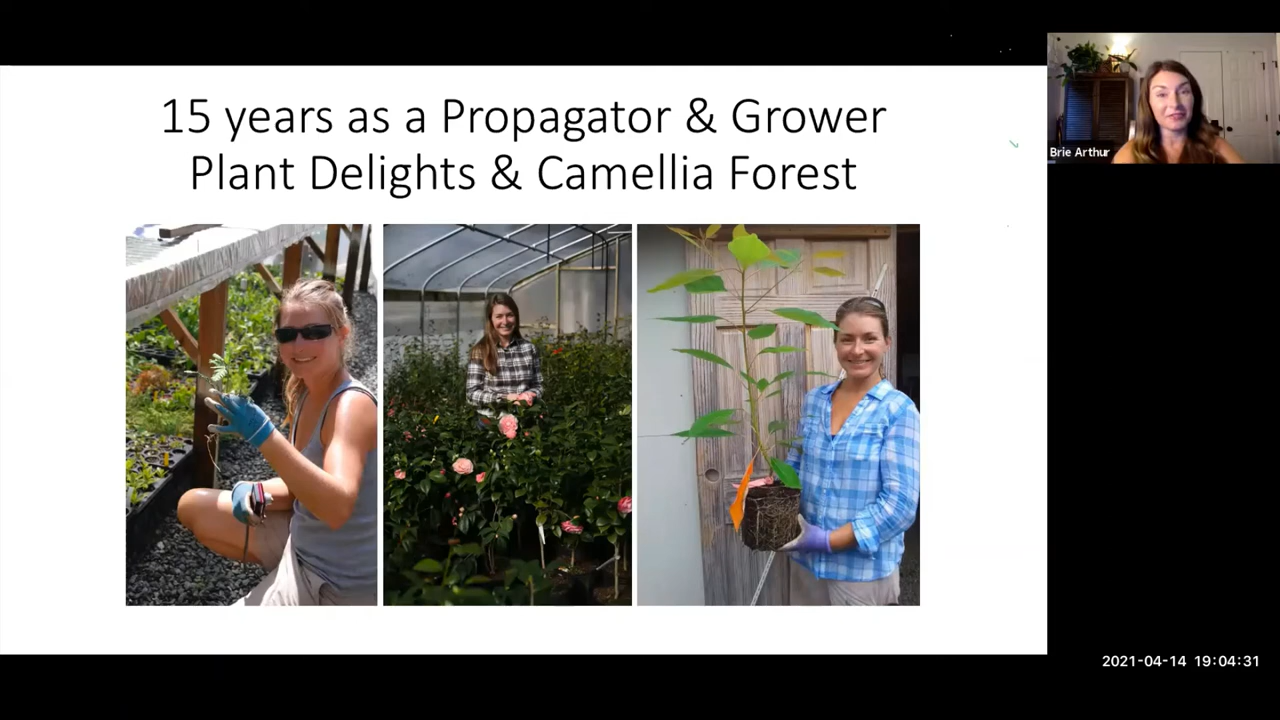 15 years as a Propagator & Grower
Plant Delights & Camellia Forest
Brie Arthur
2021-04-14 19:04:31